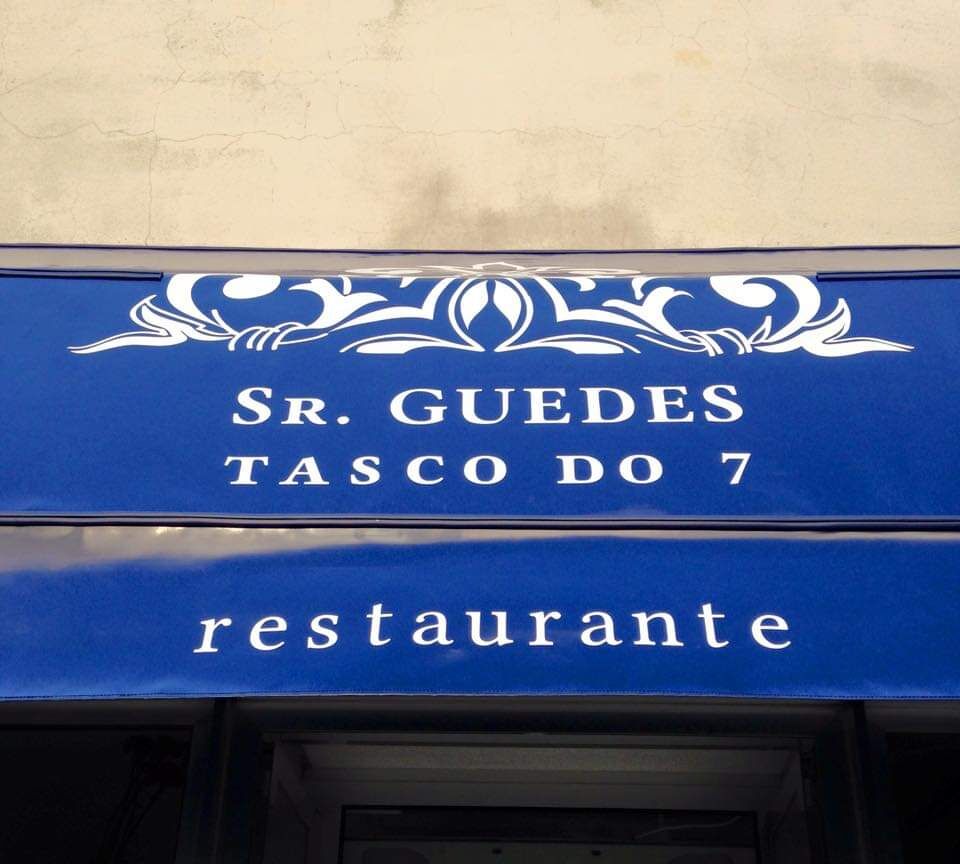 SR. GUEDES
TASCO DO 7
restaurante